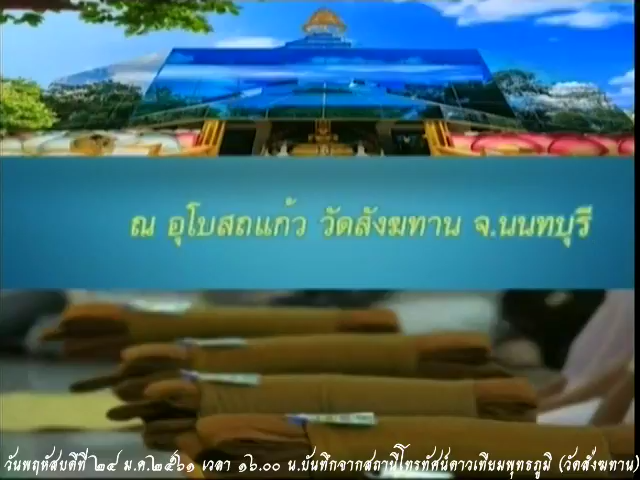 ณ อุโบสถแก้ว วัดสังฆทาน จ.นนทบุรี
วันพฤหัสบดีที่ ๒๔ ม.ค.๒๕๖๑ เวลา ๑๖.๐๐ น.บันทึกจากสถานีโทรทัศน์ดาวเทียมพุทธภูมิ (วัดสังฆทาน)